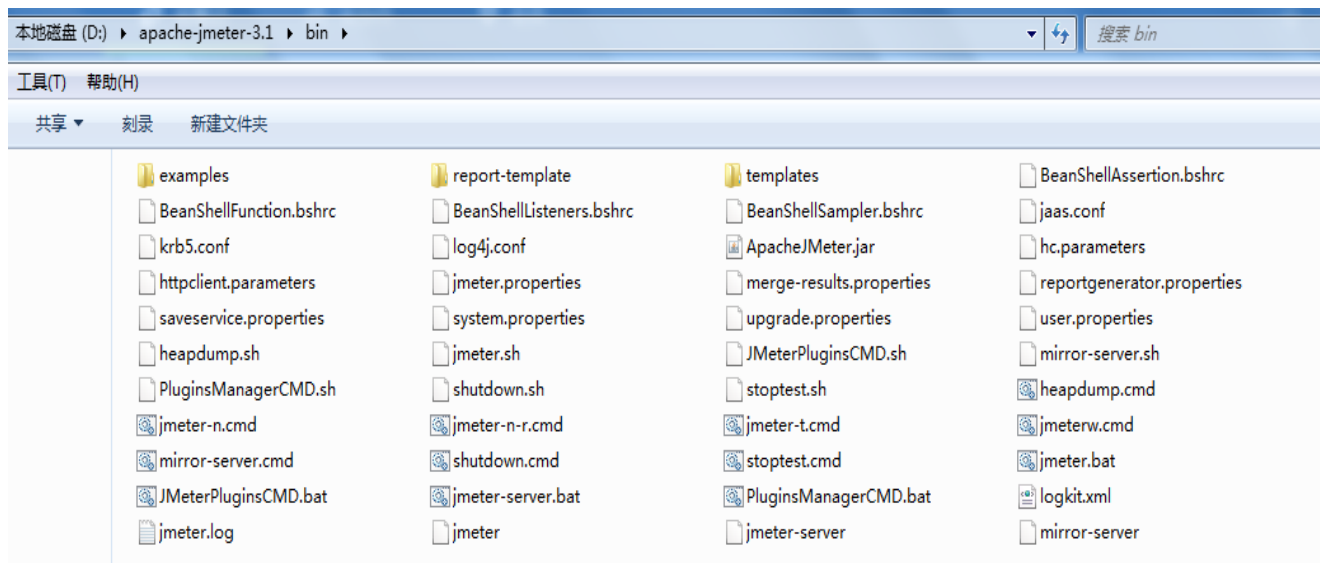 本地磁盘 (D:) ▸ apache-jmeter-3.1 ▸ bin ▸ 搜索 bin
工具(T) 帮助(H)
共享 刻录 新建文件夹
examples report-template templates BeanShellAssertion.bshrc
BeanShellFunction.bshrc BeanShellListeners.bshrc BeanShellSampler.bshrc jaas.conf
krb5.conf log4j.conf ApacheJMeter.jar hc.parameters
httpclient.parameters jmeter.properties merge-results.properties reportgenerator.properties
saveservice.properties system.properties upgrade.properties user.properties
heapdump.sh jmeter.sh JMeterPluginsCMD.sh mirror-server.sh
PluginsManagerCMD.sh shutdown.sh stoptest.sh heapdump.cmd
jmeter-n.cmd jmeter-n-r.cmd jmeter-t.cmd jmeterw.cmd
mirror-server.cmd shutdown.cmd stoptest.cmd jmeter.bat
JMeterPluginsCMD.bat jmeter-server.bat PluginsManagerCMD.bat logkit.xml
jmeter.log jmeter jmeter-server mirror-server